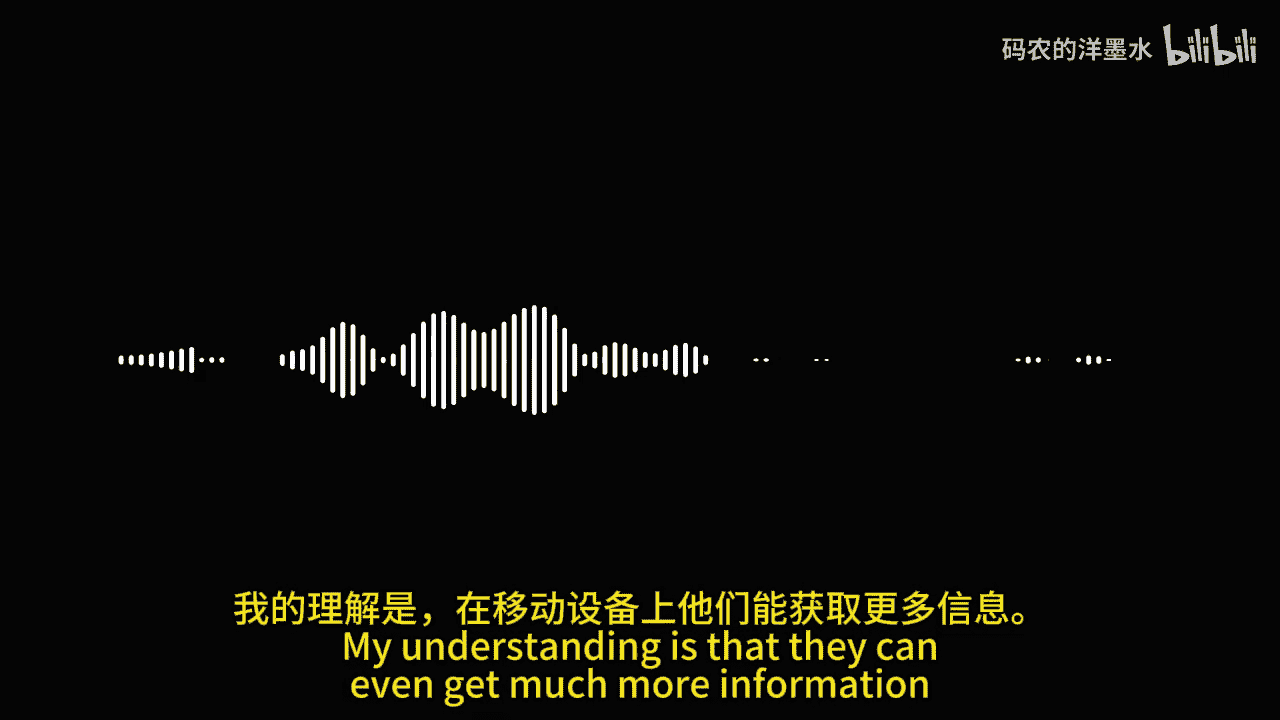 码农的洋墨水 bilibili
我的理解是，在移动设备上他们能获取更多信息。
My understanding is that they can
even get much more information